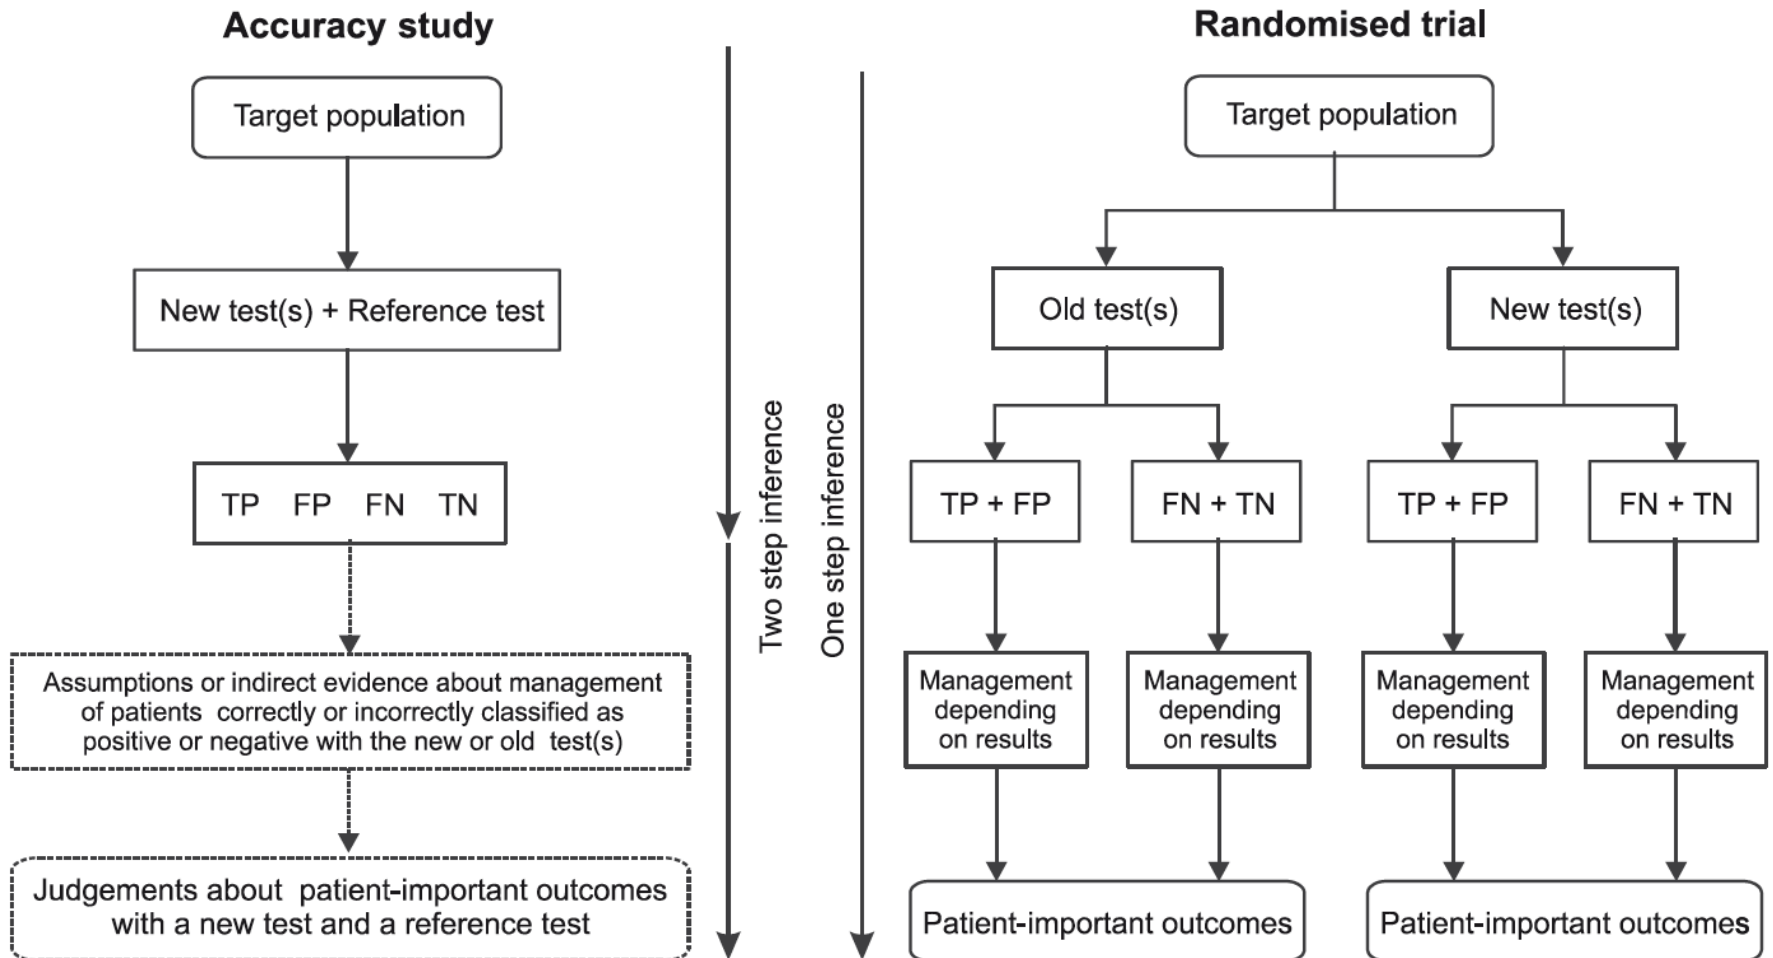 Accuracy study
Target population
New test(s) + Reference test
TP FP FN TN
Assumptions or indirect evidence about management
of patients correctly or incorrectly classified as
positive or negative with the new or old test(s)
Judgements about patient-important outcomes
with a new test and a reference test
Two step inference
One step inference
Randomised trial
Target population
Old test(s)
New test(s)
TP + FP
FN + TN
TP + FP
FN + TN
Management
depending
on results
Management
depending
on results
Management
depending
on results
Management
depending
on results
Patient-important outcomes
Patient-important outcomes